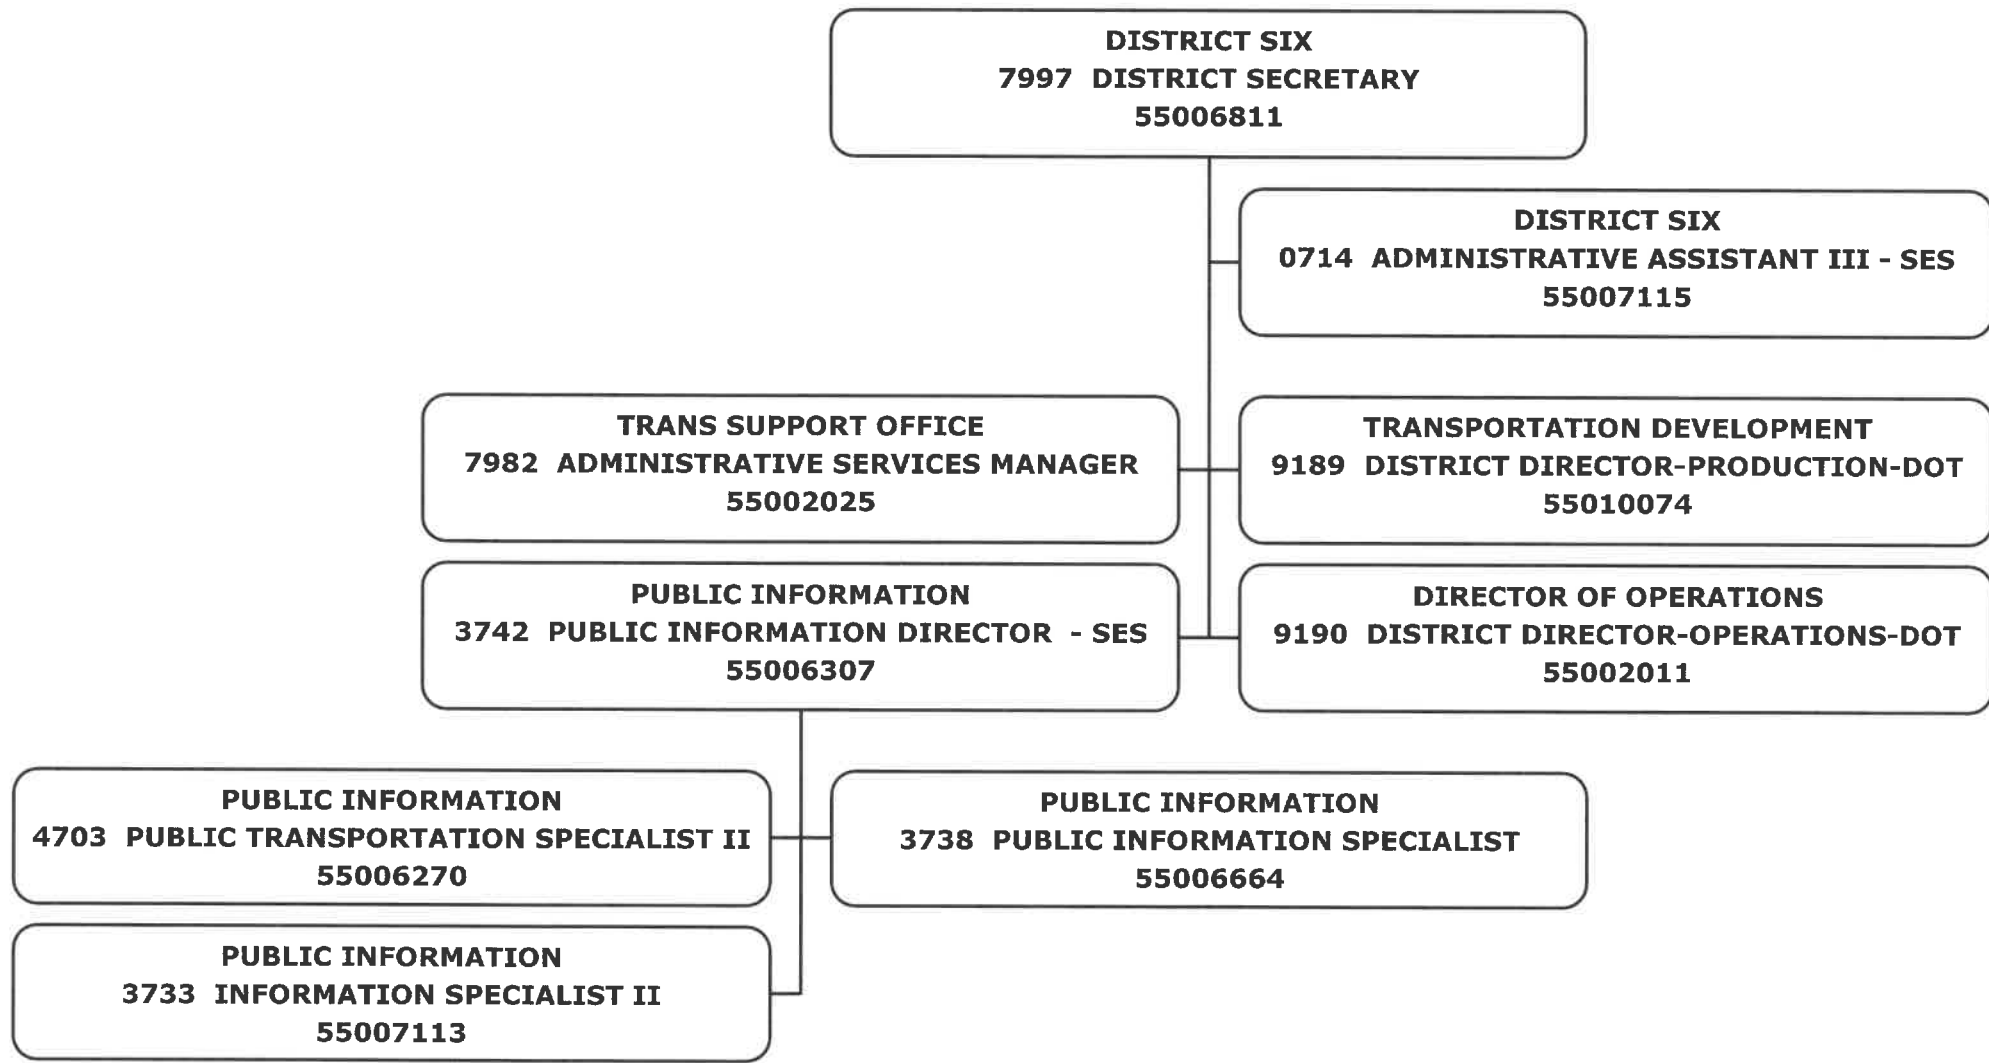 DISTRICT SIX
7997 DISTRICT SECRETARY
55006811
DISTRICT SIX
0714 ADMINISTRATIVE ASSISTANT III - SES
55007115
TRANS SUPPORT OFFICE
7982 ADMINISTRATIVE SERVICES MANAGER
55002025
TRANSPORTATION DEVELOPMENT
9189 DISTRICT DIRECTOR-PRODUCTION-DOT
55010074
PUBLIC INFORMATION
3742 PUBLIC INFORMATION DIRECTOR - SES
55006307
DIRECTOR OF OPERATIONS
9190 DISTRICT DIRECTOR-OPERATIONS-DOT
55002011
PUBLIC INFORMATION
4703 PUBLIC TRANSPORTATION SPECIALIST II
55006270
PUBLIC INFORMATION
3738 PUBLIC INFORMATION SPECIALIST
55006664
PUBLIC INFORMATION
3733 INFORMATION SPECIALIST II
55007113